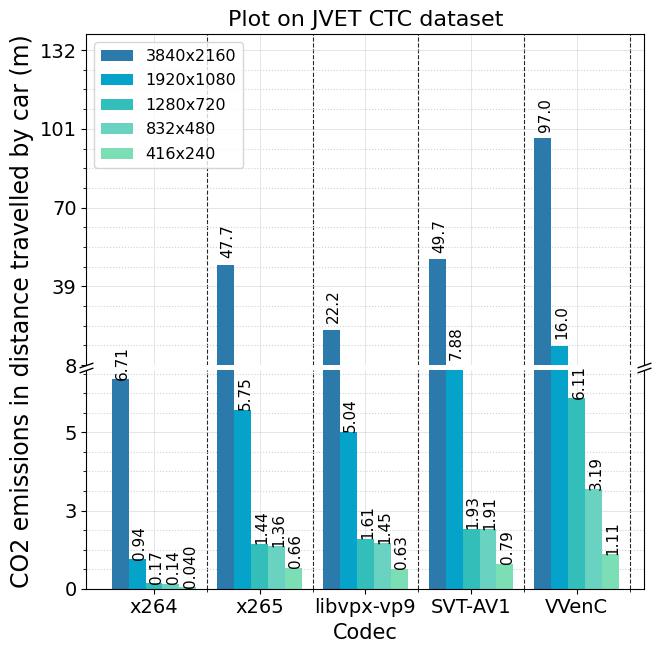 Plot on JVET CTC dataset
CO2 emissions in distance travelled by car (m)
132
101
70
39
8
5
3
0
3840x2160
1920x1080
1280x720
832x480
416x240
6.71
0.94
0.17
0.14
0.040
47.7
5.75
1.44
1.36
0.66
22.2
5.04
1.61
1.45
0.63
49.7
7.88
1.93
1.91
0.79
97.0
16.0
6.11
3.19
1.11
x264
x265
libvpx-vp9
SVT-AV1
VVenC
Codec